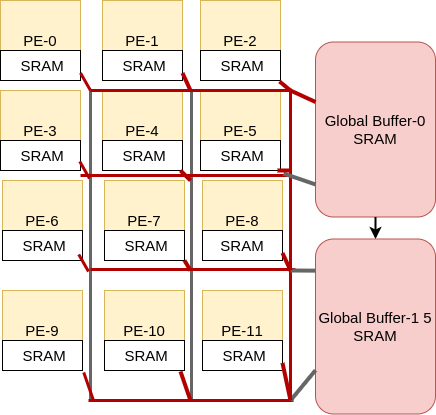 PE-0
SRAM
PE-1
SRAM
PE-2
SRAM
PE-3
SRAM
PE-4
SRAM
PE-5
SRAM
PE-6
SRAM
PE-7
SRAM
PE-8
SRAM
PE-9
SRAM
PE-10
SRAM
PE-11
SRAM
Global Buffer-0
SRAM
Global Buffer-1 5
SRAM